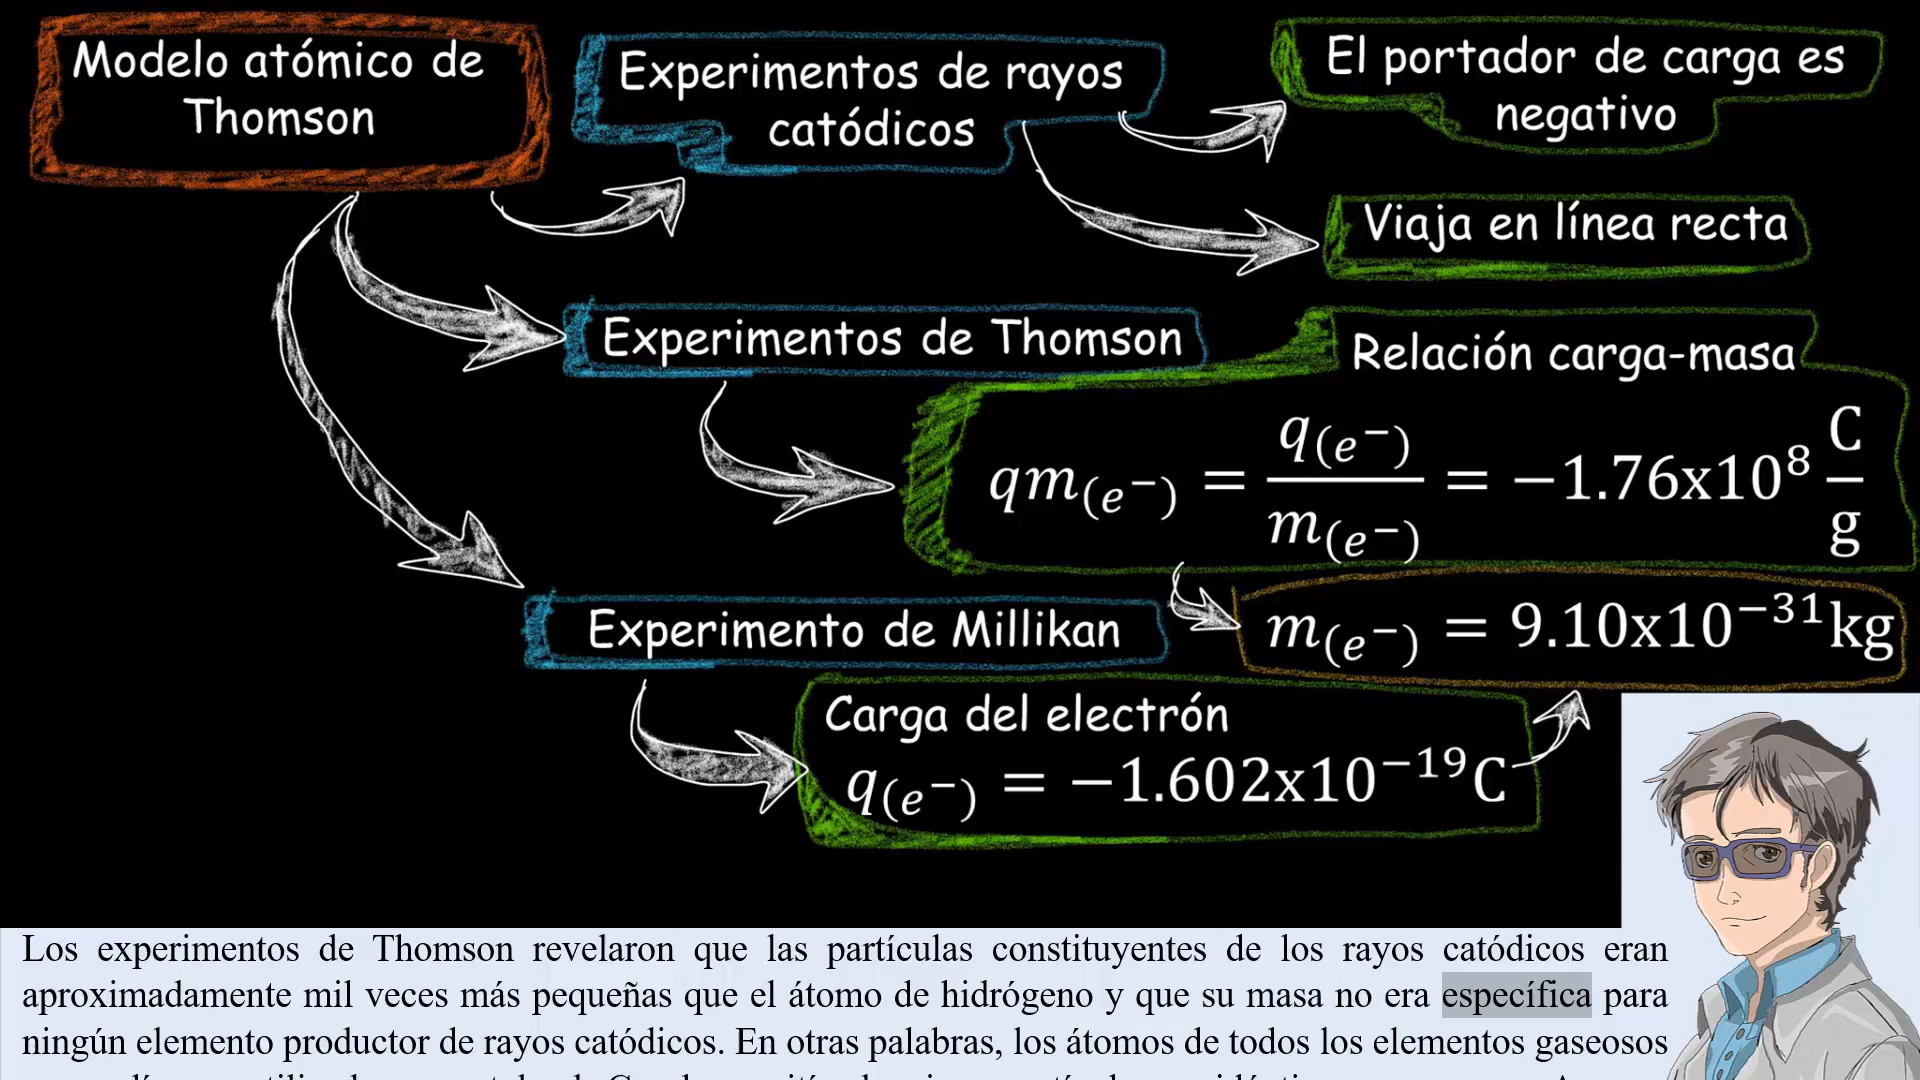 Modelo atómico de
Thomson
Experimentos de rayos
catódicos
El portador de carga es
negativo
Viaja en línea recta
Experimentos de Thomson
Relación carga-masa
qm₍e⁻₎ = q₍e⁻₎/m₍e⁻₎ = −1.76x10⁸ C/g
Experimento de Millikan
m₍e⁻₎ = 9.10x10⁻³¹kg
Carga del electrón
q₍e⁻₎ = −1.602x10⁻¹⁹C
Los experimentos de Thomson revelaron que las partículas constituyentes de los rayos catódicos eran
aproximadamente mil veces más pequeñas que el átomo de hidrógeno y que su masa no era específica para
ningún elemento productor de rayos catódicos. En otras palabras, los átomos de todos los elementos gaseosos